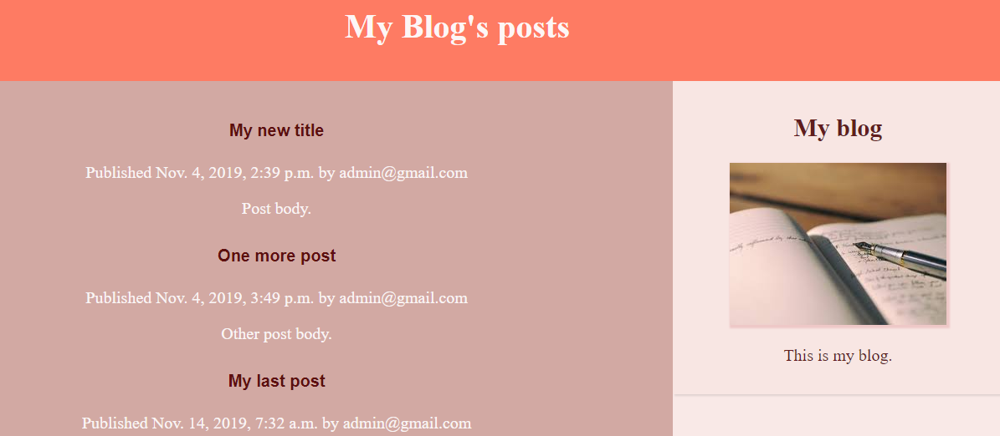 My Blog's posts
My new title
Published Nov. 4, 2019, 2:39 p.m. by admin@gmail.com
Post body.
One more post
Published Nov. 4, 2019, 3:49 p.m. by admin@gmail.com
Other post body.
My last post
Published Nov. 14, 2019, 7:32 a.m. by admin@gmail.com
My blog
This is my blog.